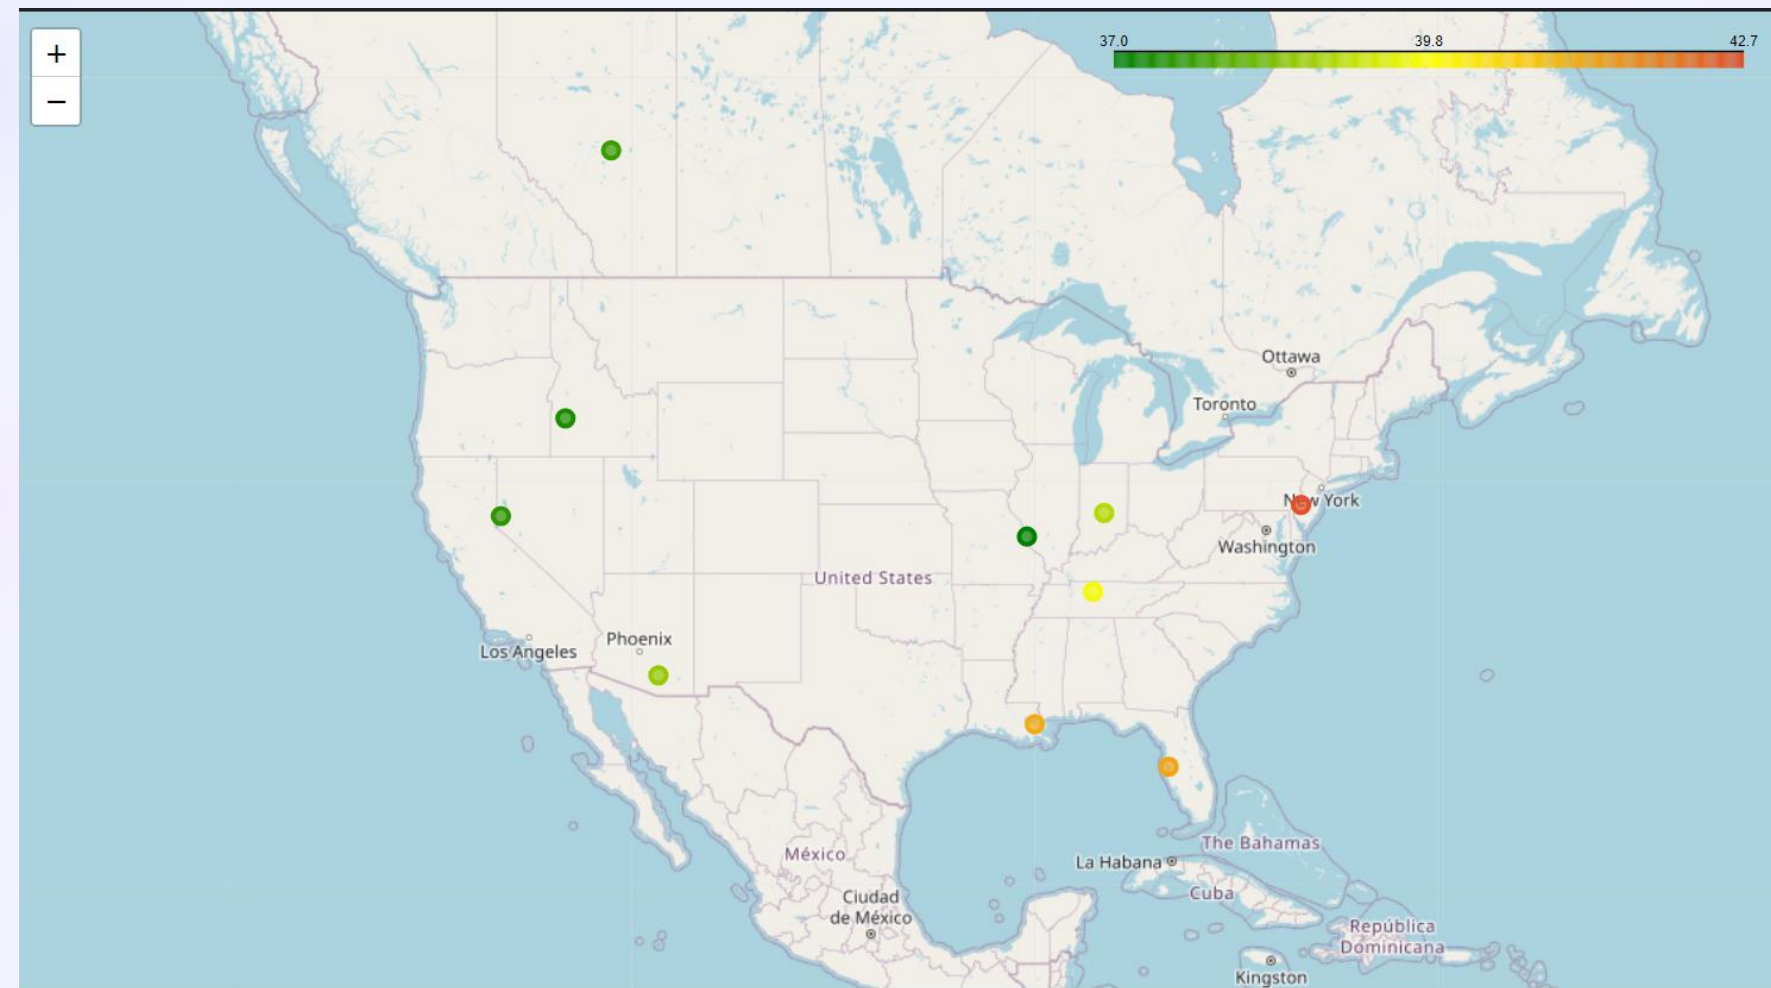 +
−
37.0 39.8 42.7
Ottawa
Toronto
New York
Washington
United States
Phoenix
Los Angeles
The Bahamas
México
La Habana
Cuba
Ciudad
de México
República
Dominicana
Kingston